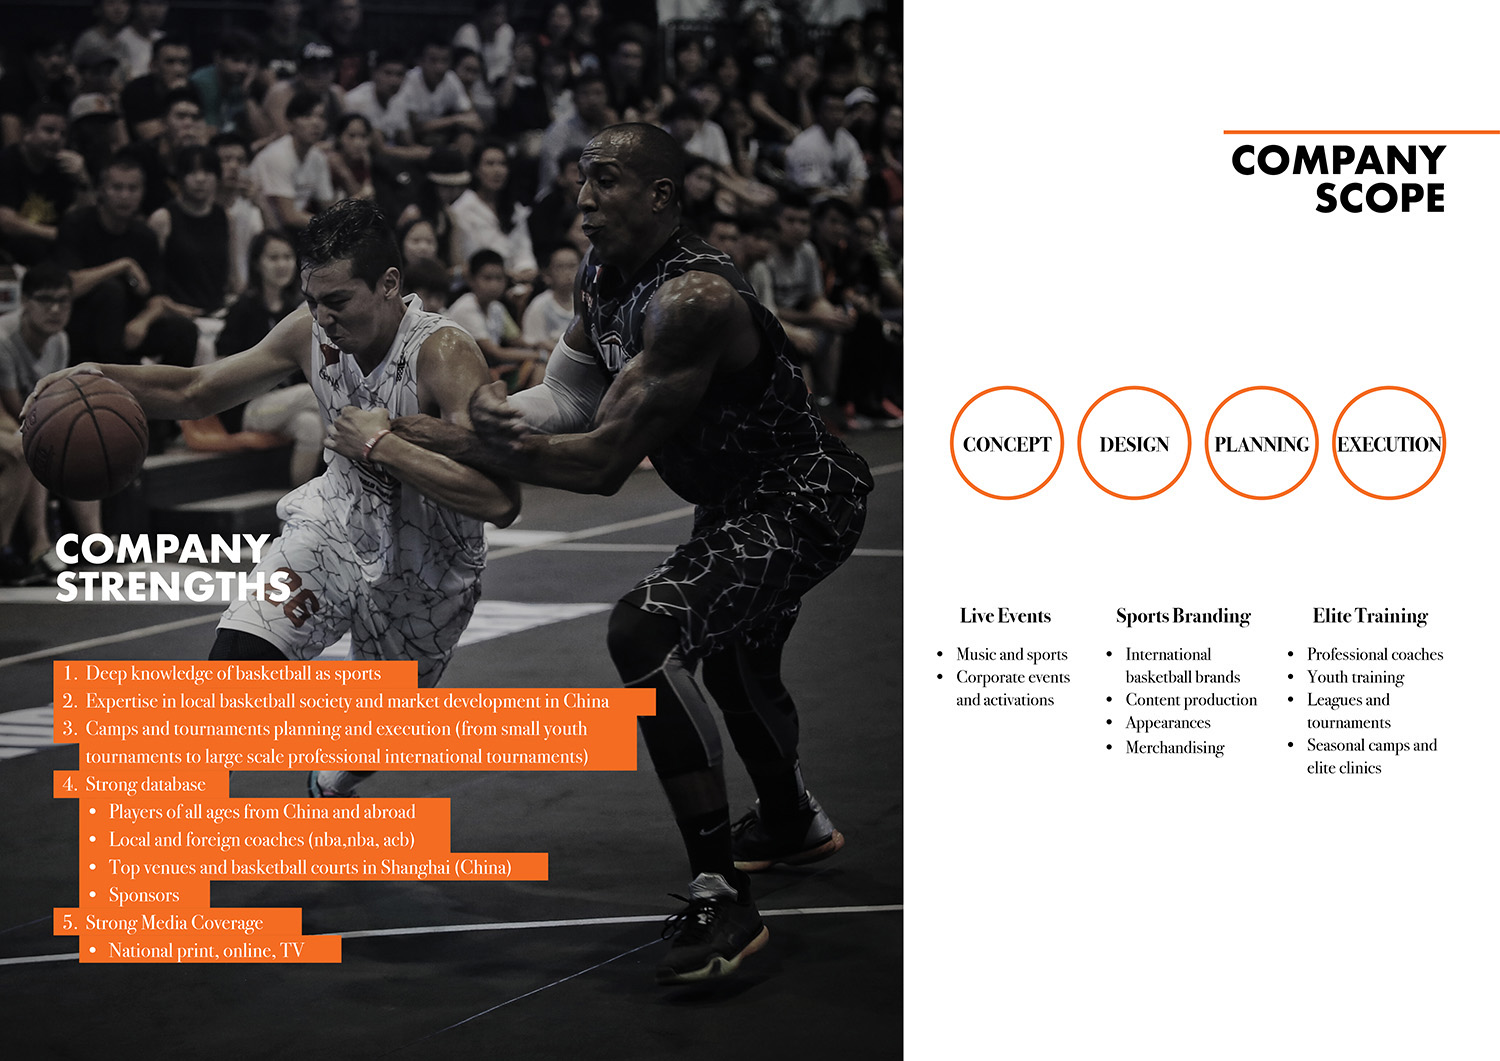 COMPANY
STRENGTHS
1. Deep knowledge of basketball as sports
2. Expertise in local basketball society and market development in China
3. Camps and tournaments planning and execution (from small youth
tournaments to large scale professional international tournaments)
4. Strong database
• Players of all ages from China and abroad
• Local and foreign coaches (nba,nba, acb)
• Top venues and basketball courts in Shanghai (China)
• Sponsors
5. Strong Media Coverage
• National print, online, TV
COMPANY
SCOPE
CONCEPT
DESIGN
PLANNING
EXECUTION
Live Events
• Music and sports
• Corporate events
and activations
Sports Branding
• International
basketball brands
• Content production
• Appearances
• Merchandising
Elite Training
• Professional coaches
• Youth training
• Leagues and
tournaments
• Seasonal camps and
elite clinics